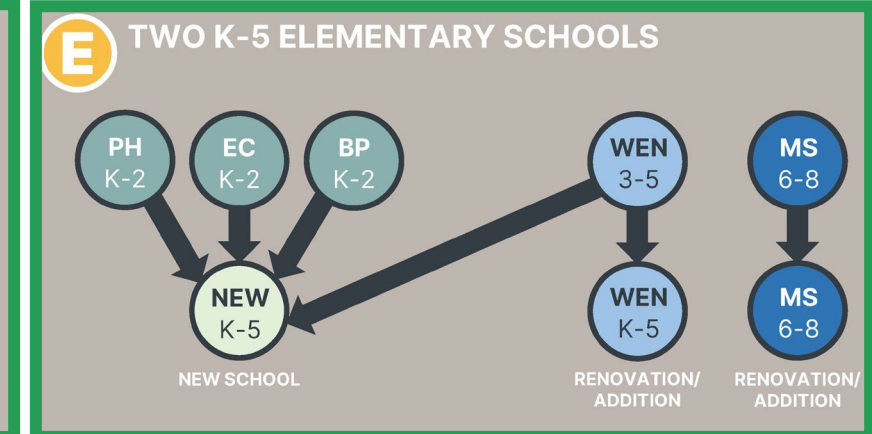 E
TWO K-5 ELEMENTARY SCHOOLS
PH
K-2
EC
K-2
BP
K-2
WEN
3-5
MS
6-8
NEW
K-5
WEN
K-5
MS
6-8
NEW SCHOOL
RENOVATION/
ADDITION
RENOVATION/
ADDITION